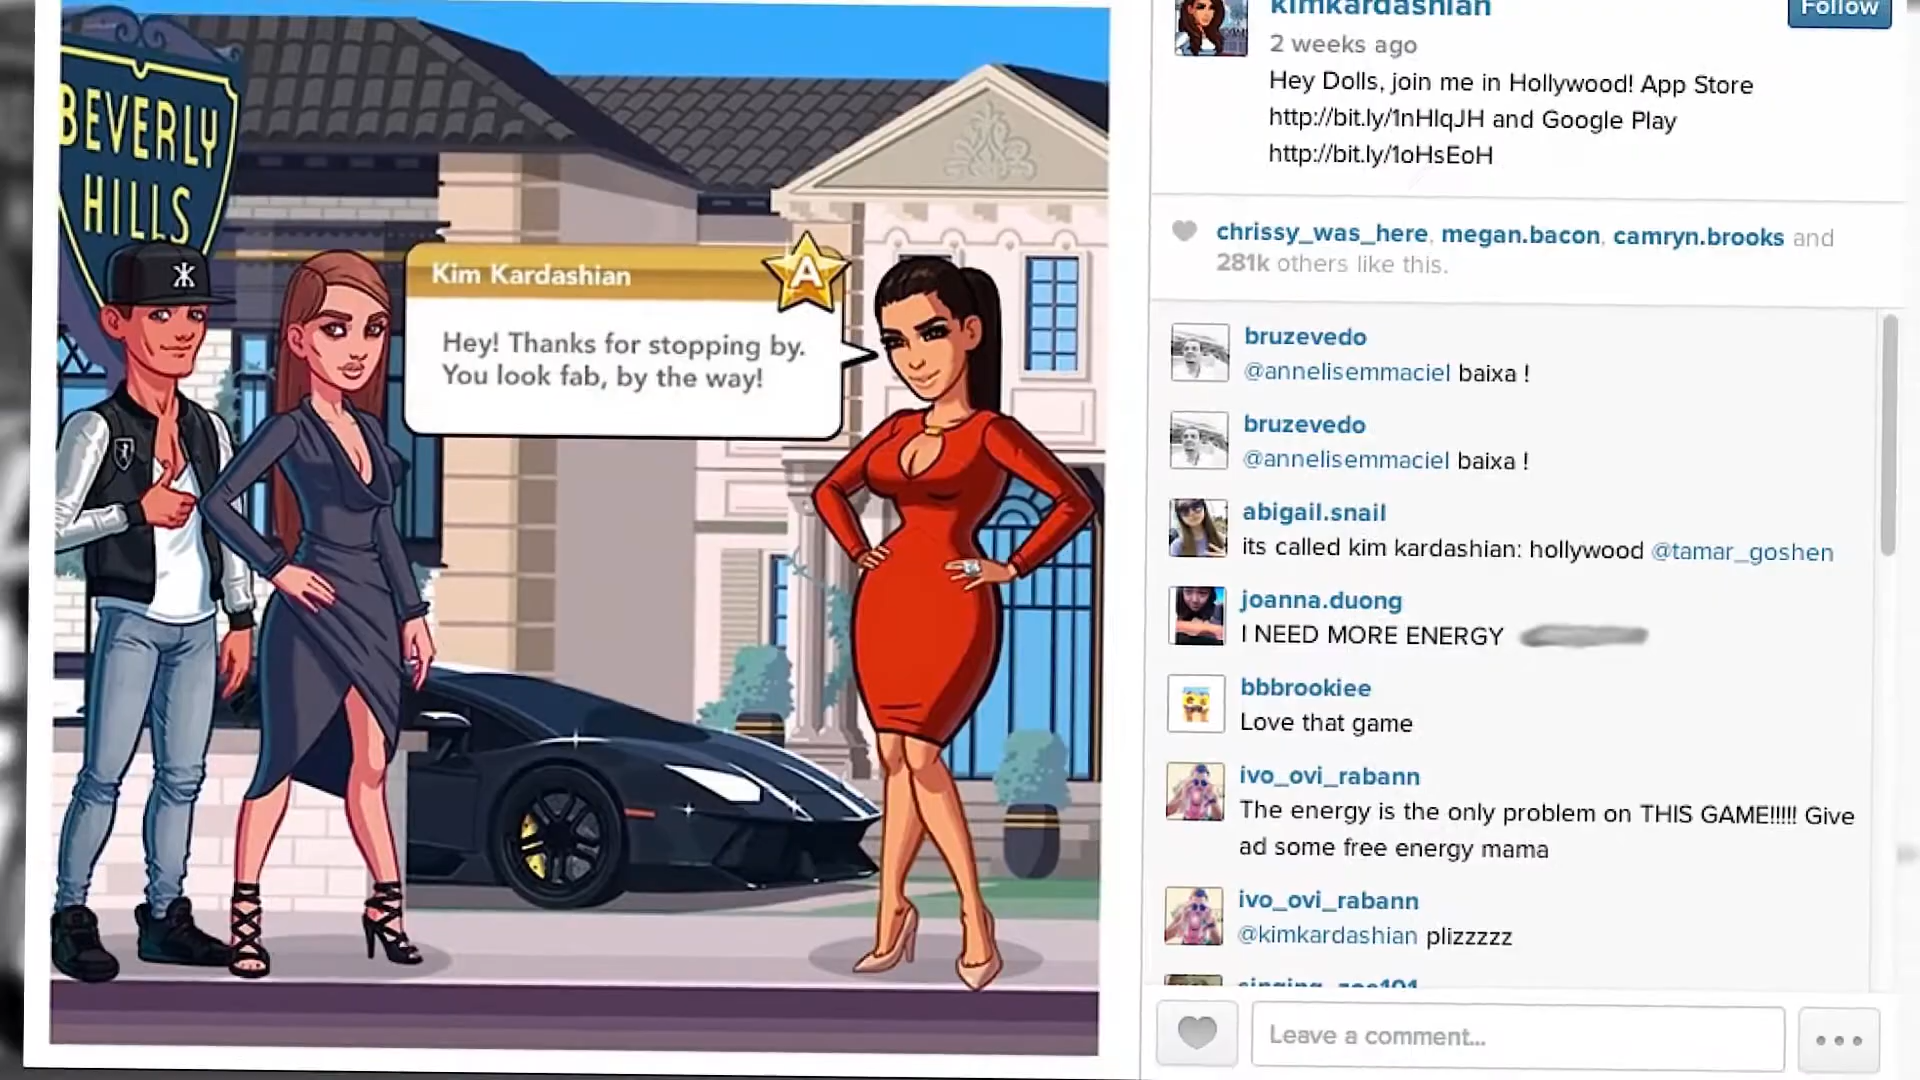 BEVERLY
HILLS
Kim Kardashian
A
Hey! Thanks for stopping by.
You look fab, by the way!
kimkardashian
Follow
2 weeks ago
Hey Dolls, join me in Hollywood! App Store
http://bit.ly/1nHIqJH and Google Play
http://bit.ly/1oHsEoH
chrissy_was_here, megan.bacon, camryn.brooks and
281k others like this.
bruzevedo
@annelisemmaciel baixa !
bruzevedo
@annelisemmaciel baixa !
abigail.snail
its called kim kardashian: hollywood @tamar_goshen
joanna.duong
I NEED MORE ENERGY
bbbrookiee
Love that game
ivo_ovi_rabann
The energy is the only problem on THIS GAME!!!!! Give
ad some free energy mama
ivo_ovi_rabann
@kimkardashian plizzzzz
Leave a comment...